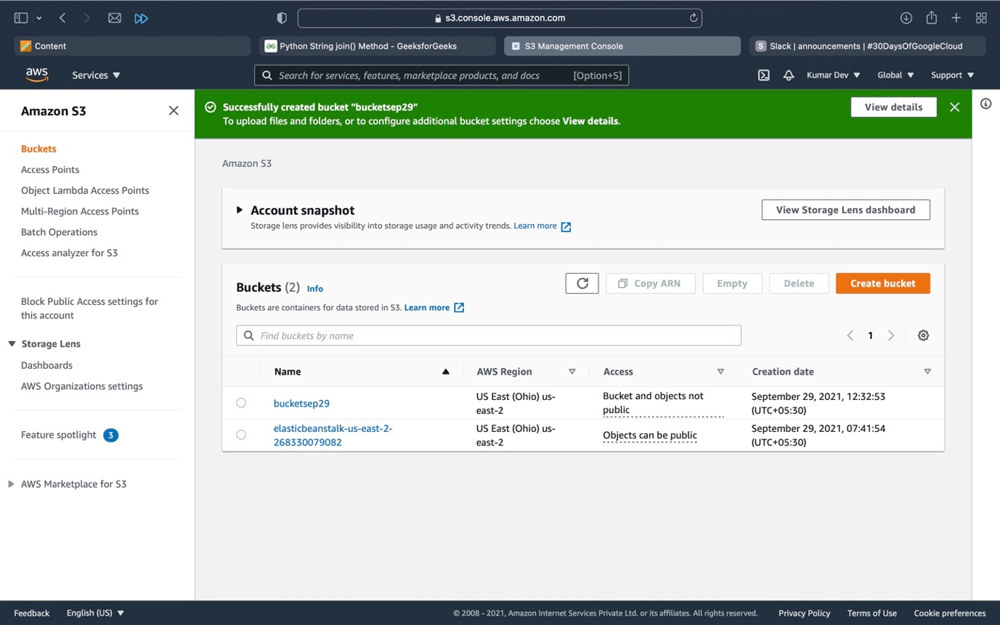 s3.console.aws.amazon.com
Content
Python String join() Method - GeeksforGeeks
S3 Management Console
S Slack | announcements | #30DaysOfGoogleCloud
aws
Services ▼
Search for services, features, marketplace products, and docs [Option+S]
Kumar Dev ▼
Global ▼
Support ▼
Amazon S3
Successfully created bucket "bucketsep29"
To upload files and folders, or to configure additional bucket settings choose View details.
View details
Buckets
Access Points
Object Lambda Access Points
Multi-Region Access Points
Batch Operations
Access analyzer for S3
Block Public Access settings for
this account
Storage Lens
Dashboards
AWS Organizations settings
Feature spotlight 3
AWS Marketplace for S3
Amazon S3
Account snapshot
Storage lens provides visibility into storage usage and activity trends. Learn more
View Storage Lens dashboard
Buckets (2) Info
Copy ARN
Empty
Delete
Create bucket
Buckets are containers for data stored in S3. Learn more
Find buckets by name
1
Name AWS Region Access Creation date
bucketsep29
US East (Ohio) us-
east-2
Bucket and objects not
public
September 29, 2021, 12:32:53
(UTC+05:30)
elasticbeanstalk-us-east-2-
268330079082
US East (Ohio) us-
east-2
Objects can be public
September 29, 2021, 07:41:54
(UTC+05:30)
Feedback
English (US) ▼
© 2008 - 2021, Amazon Internet Services Private Ltd. or its affiliates. All rights reserved.
Privacy Policy
Terms of Use
Cookie preferences